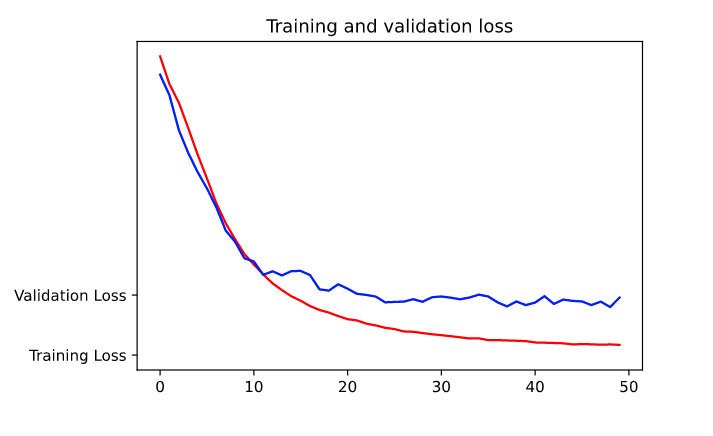 Training and validation loss
Validation Loss
Training Loss
0 10 20 30 40 50